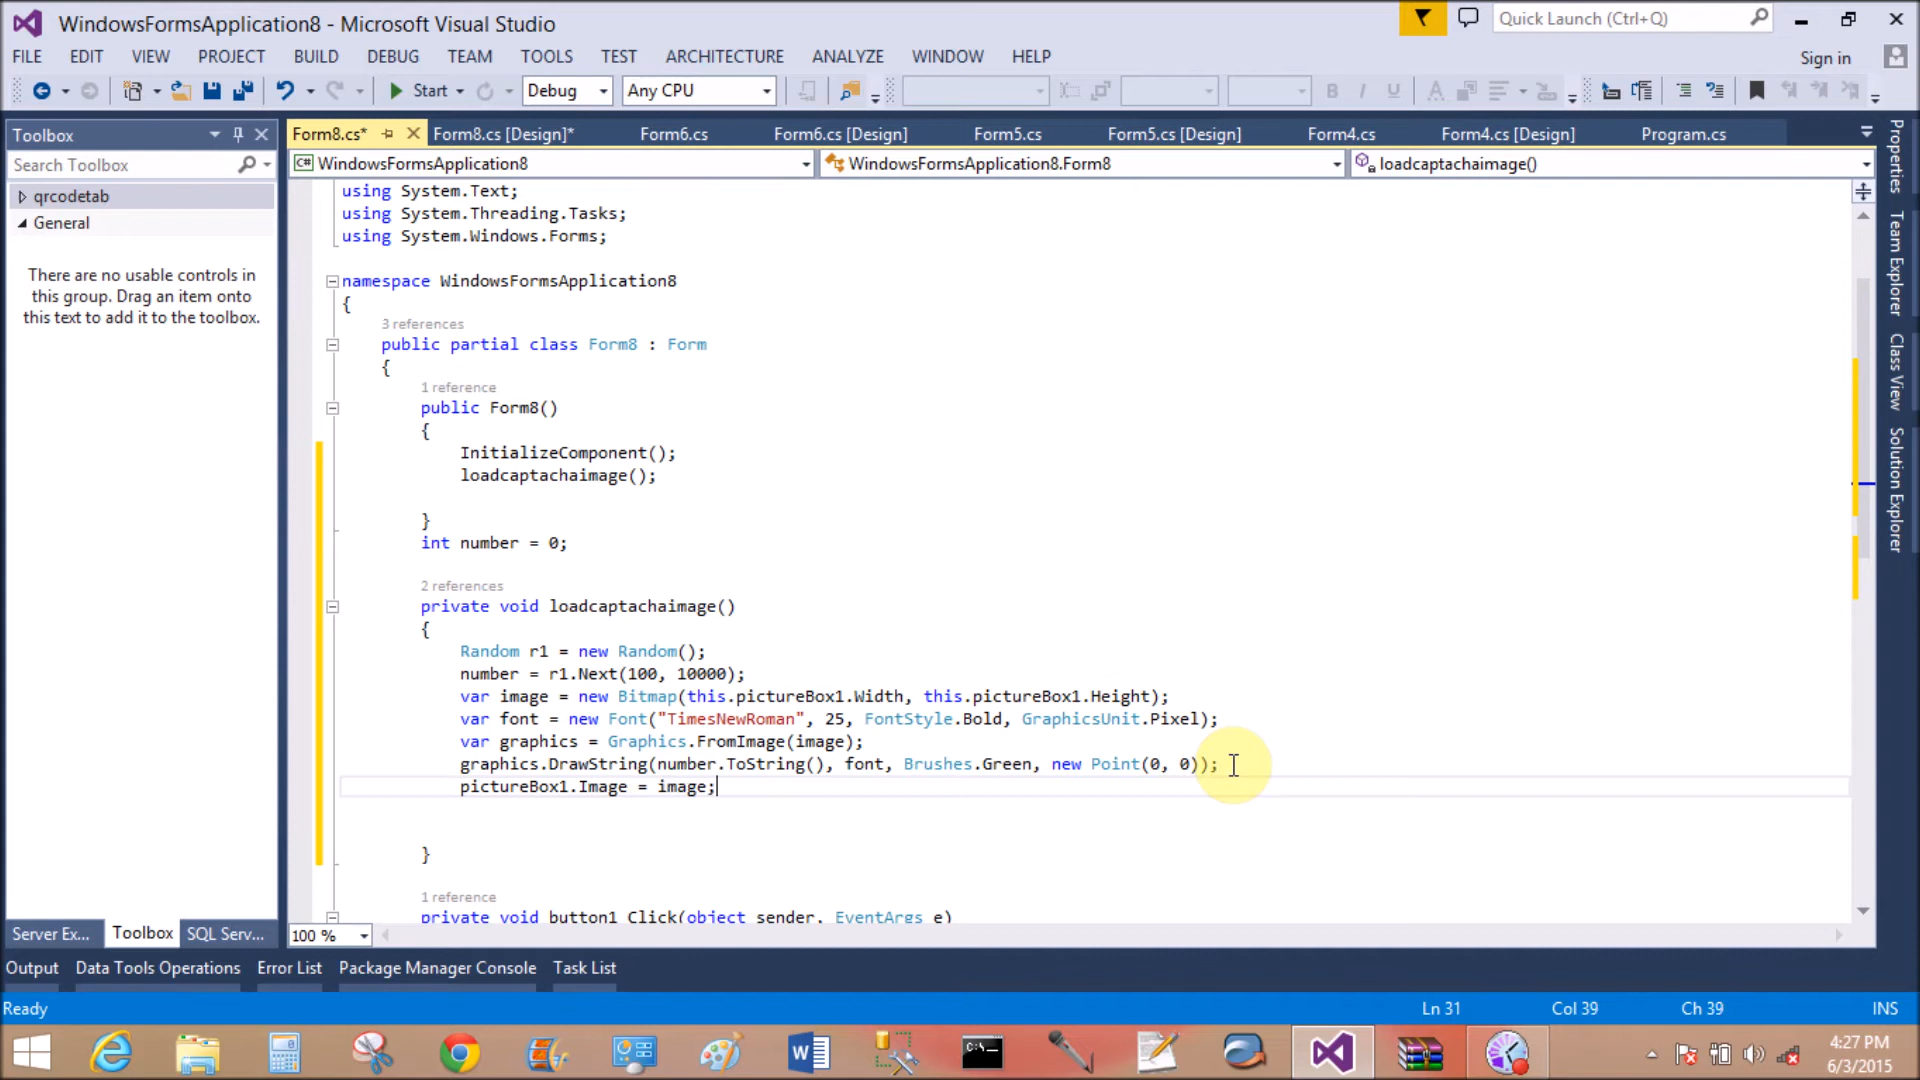 WindowsFormsApplication8 - Microsoft Visual Studio
Quick Launch (Ctrl+Q)
FILE EDIT VIEW PROJECT BUILD DEBUG TEAM TOOLS TEST ARCHITECTURE ANALYZE WINDOW HELP
Sign in
Start Debug Any CPU
Toolbox
Form8.cs* Form8.cs [Design]* Form6.cs Form6.cs [Design] Form5.cs Form5.cs [Design] Form4.cs Form4.cs [Design] Program.cs
Search Toolbox
WindowsFormsApplication8 WindowsFormsApplication8.Form8 loadcaptachaimage()
qrcodetab
General
There are no usable controls in
this group. Drag an item onto
this text to add it to the toolbox.
using System.Text;
using System.Threading.Tasks;
using System.Windows.Forms;
namespace WindowsFormsApplication8
{
3 references
public partial class Form8 : Form
{
1 reference
public Form8()
{
InitializeComponent();
loadcaptachaimage();
}
int number = 0;
2 references
private void loadcaptachaimage()
{
Random r1 = new Random();
number = r1.Next(100, 10000);
var image = new Bitmap(this.pictureBox1.Width, this.pictureBox1.Height);
var font = new Font("TimesNewRoman", 25, FontStyle.Bold, GraphicsUnit.Pixel);
var graphics = Graphics.FromImage(image);
graphics.DrawString(number.ToString(), font, Brushes.Green, new Point(0, 0));
pictureBox1.Image = image;
}
1 reference
private void button1_Click(object sender, EventArgs e)
Properties
Team Explorer
Class View
Solution Explorer
Server Ex... Toolbox SQL Serv...
100 %
Output Data Tools Operations Error List Package Manager Console Task List
Ready Ln 31 Col 39 Ch 39 INS
4:27 PM
6/3/2015